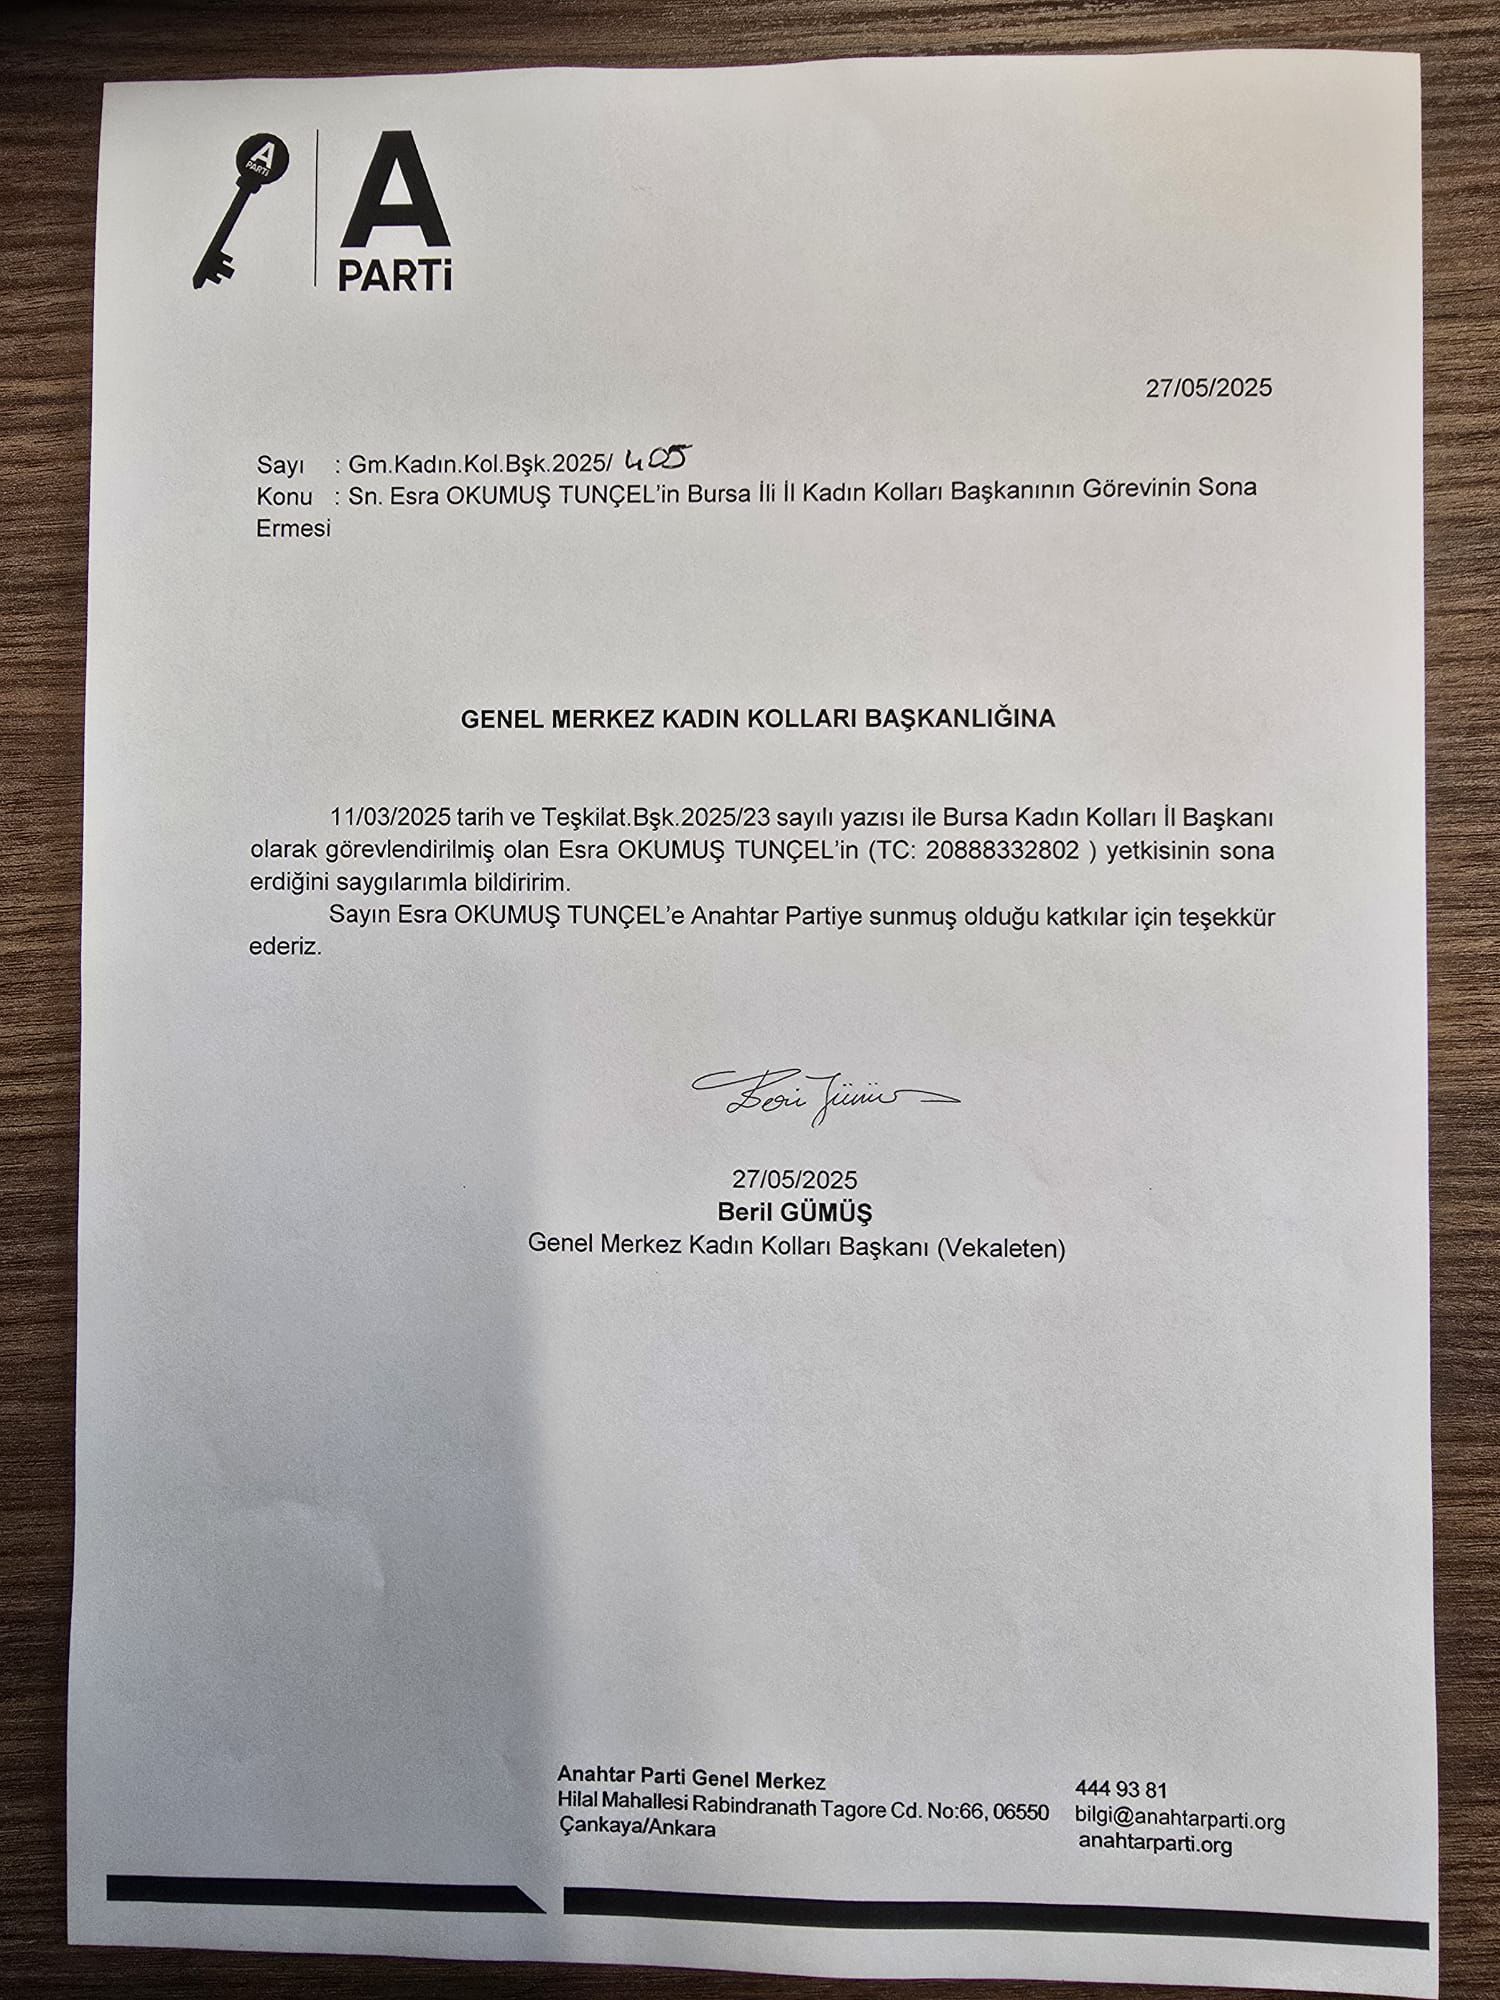 A
PARTi
A
PARTi
27/05/2025
Sayı : Gm.Kadın.Kol.Bşk.2025/ 405
Konu : Sn. Esra OKUMUŞ TUNÇEL'in Bursa İli İl Kadın Kolları Başkanının Görevinin Sona
Ermesi
GENEL MERKEZ KADIN KOLLARI BAŞKANLIĞINA
11/03/2025 tarih ve Teşkilat.Bşk.2025/23 sayılı yazısı ile Bursa Kadın Kolları İl Başkanı
olarak görevlendirilmiş olan Esra OKUMUŞ TUNÇEL'in (TC: 20888332802 ) yetkisinin sona
erdiğini saygılarımla bildiririm.
Sayın Esra OKUMUŞ TUNÇEL'e Anahtar Partiye sunmuş olduğu katkılar için teşekkür
ederiz.
27/05/2025
Beril GÜMÜŞ
Genel Merkez Kadın Kolları Başkanı (Vekaleten)
Anahtar Parti Genel Merkez
Hilal Mahallesi Rabindranath Tagore Cd. No:66, 06550
Çankaya/Ankara
444 93 81
bilgi@anahtarparti.org
anahtarparti.org